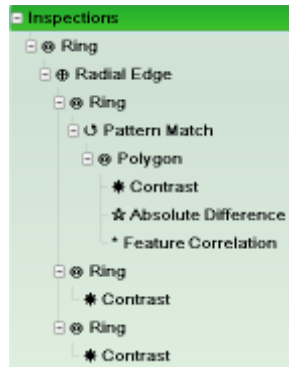 Inspections
Ring
Radial Edge
Ring
Pattern Match
Polygon
Contrast
Absolute Difference
Feature Correlation
Ring
Contrast
Ring
Contrast